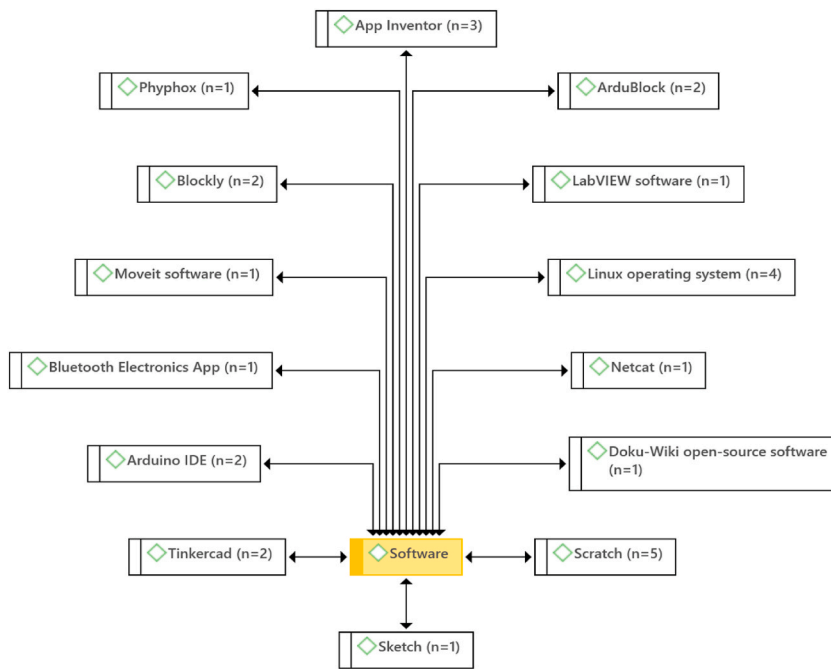 App Inventor (n=3)
Phyphox (n=1)
ArduBlock (n=2)
Blockly (n=2)
LabVIEW software (n=1)
Moveit software (n=1)
Linux operating system (n=4)
Bluetooth Electronics App (n=1)
Netcat (n=1)
Arduino IDE (n=2)
Doku-Wiki open-source software
(n=1)
Tinkercad (n=2)
Software
Scratch (n=5)
Sketch (n=1)